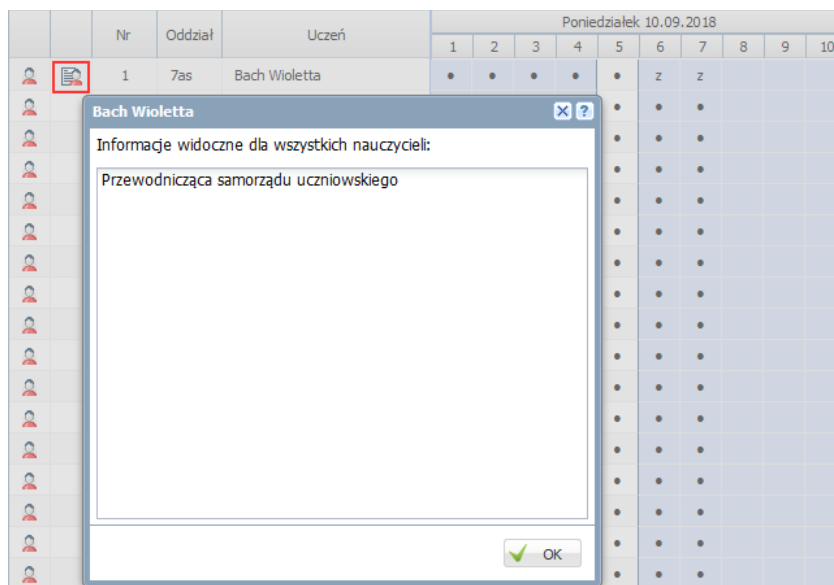 Poniedziałek 10.09.2018
Nr Oddział Uczeń
1 2 3 4 5 6 7 8 9 10
1 7as Bach Wioletta • • • • • z z
Bach Wioletta
Informacje widoczne dla wszystkich nauczycieli:
Przewodnicząca samorządu uczniowskiego
OK